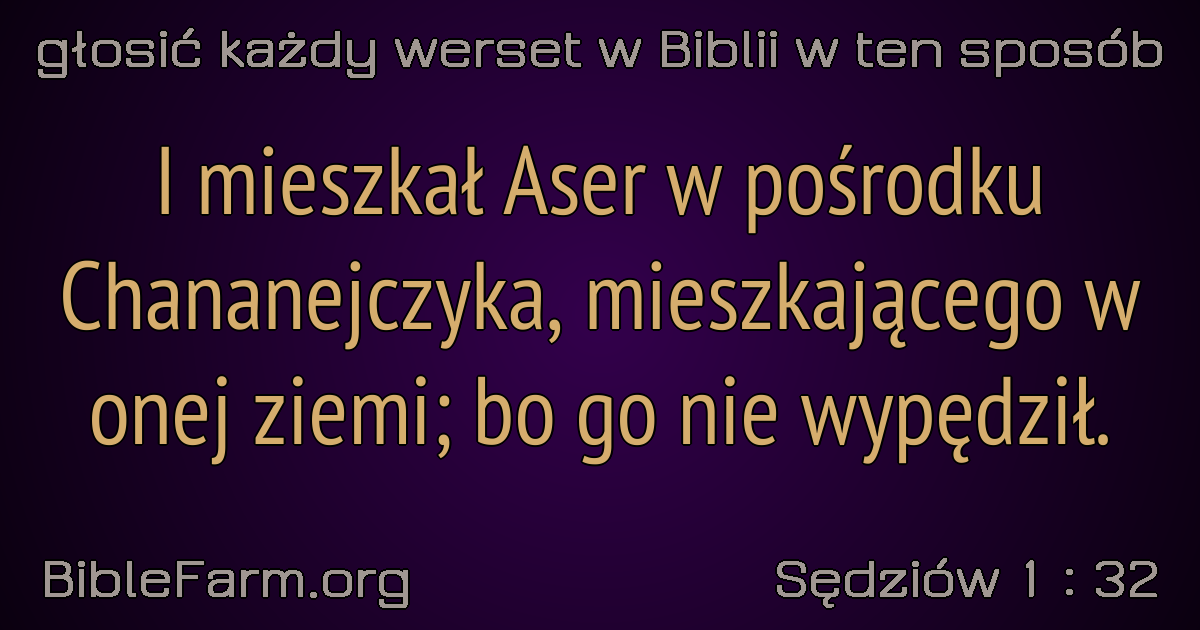 głosić każdy werset w Biblii w ten sposób
I mieszkał Aser w pośrodku
Chananejczyka, mieszkającego w
onej ziemi; bo go nie wypędził.
BibleFarm.org
Sędziów 1 : 32